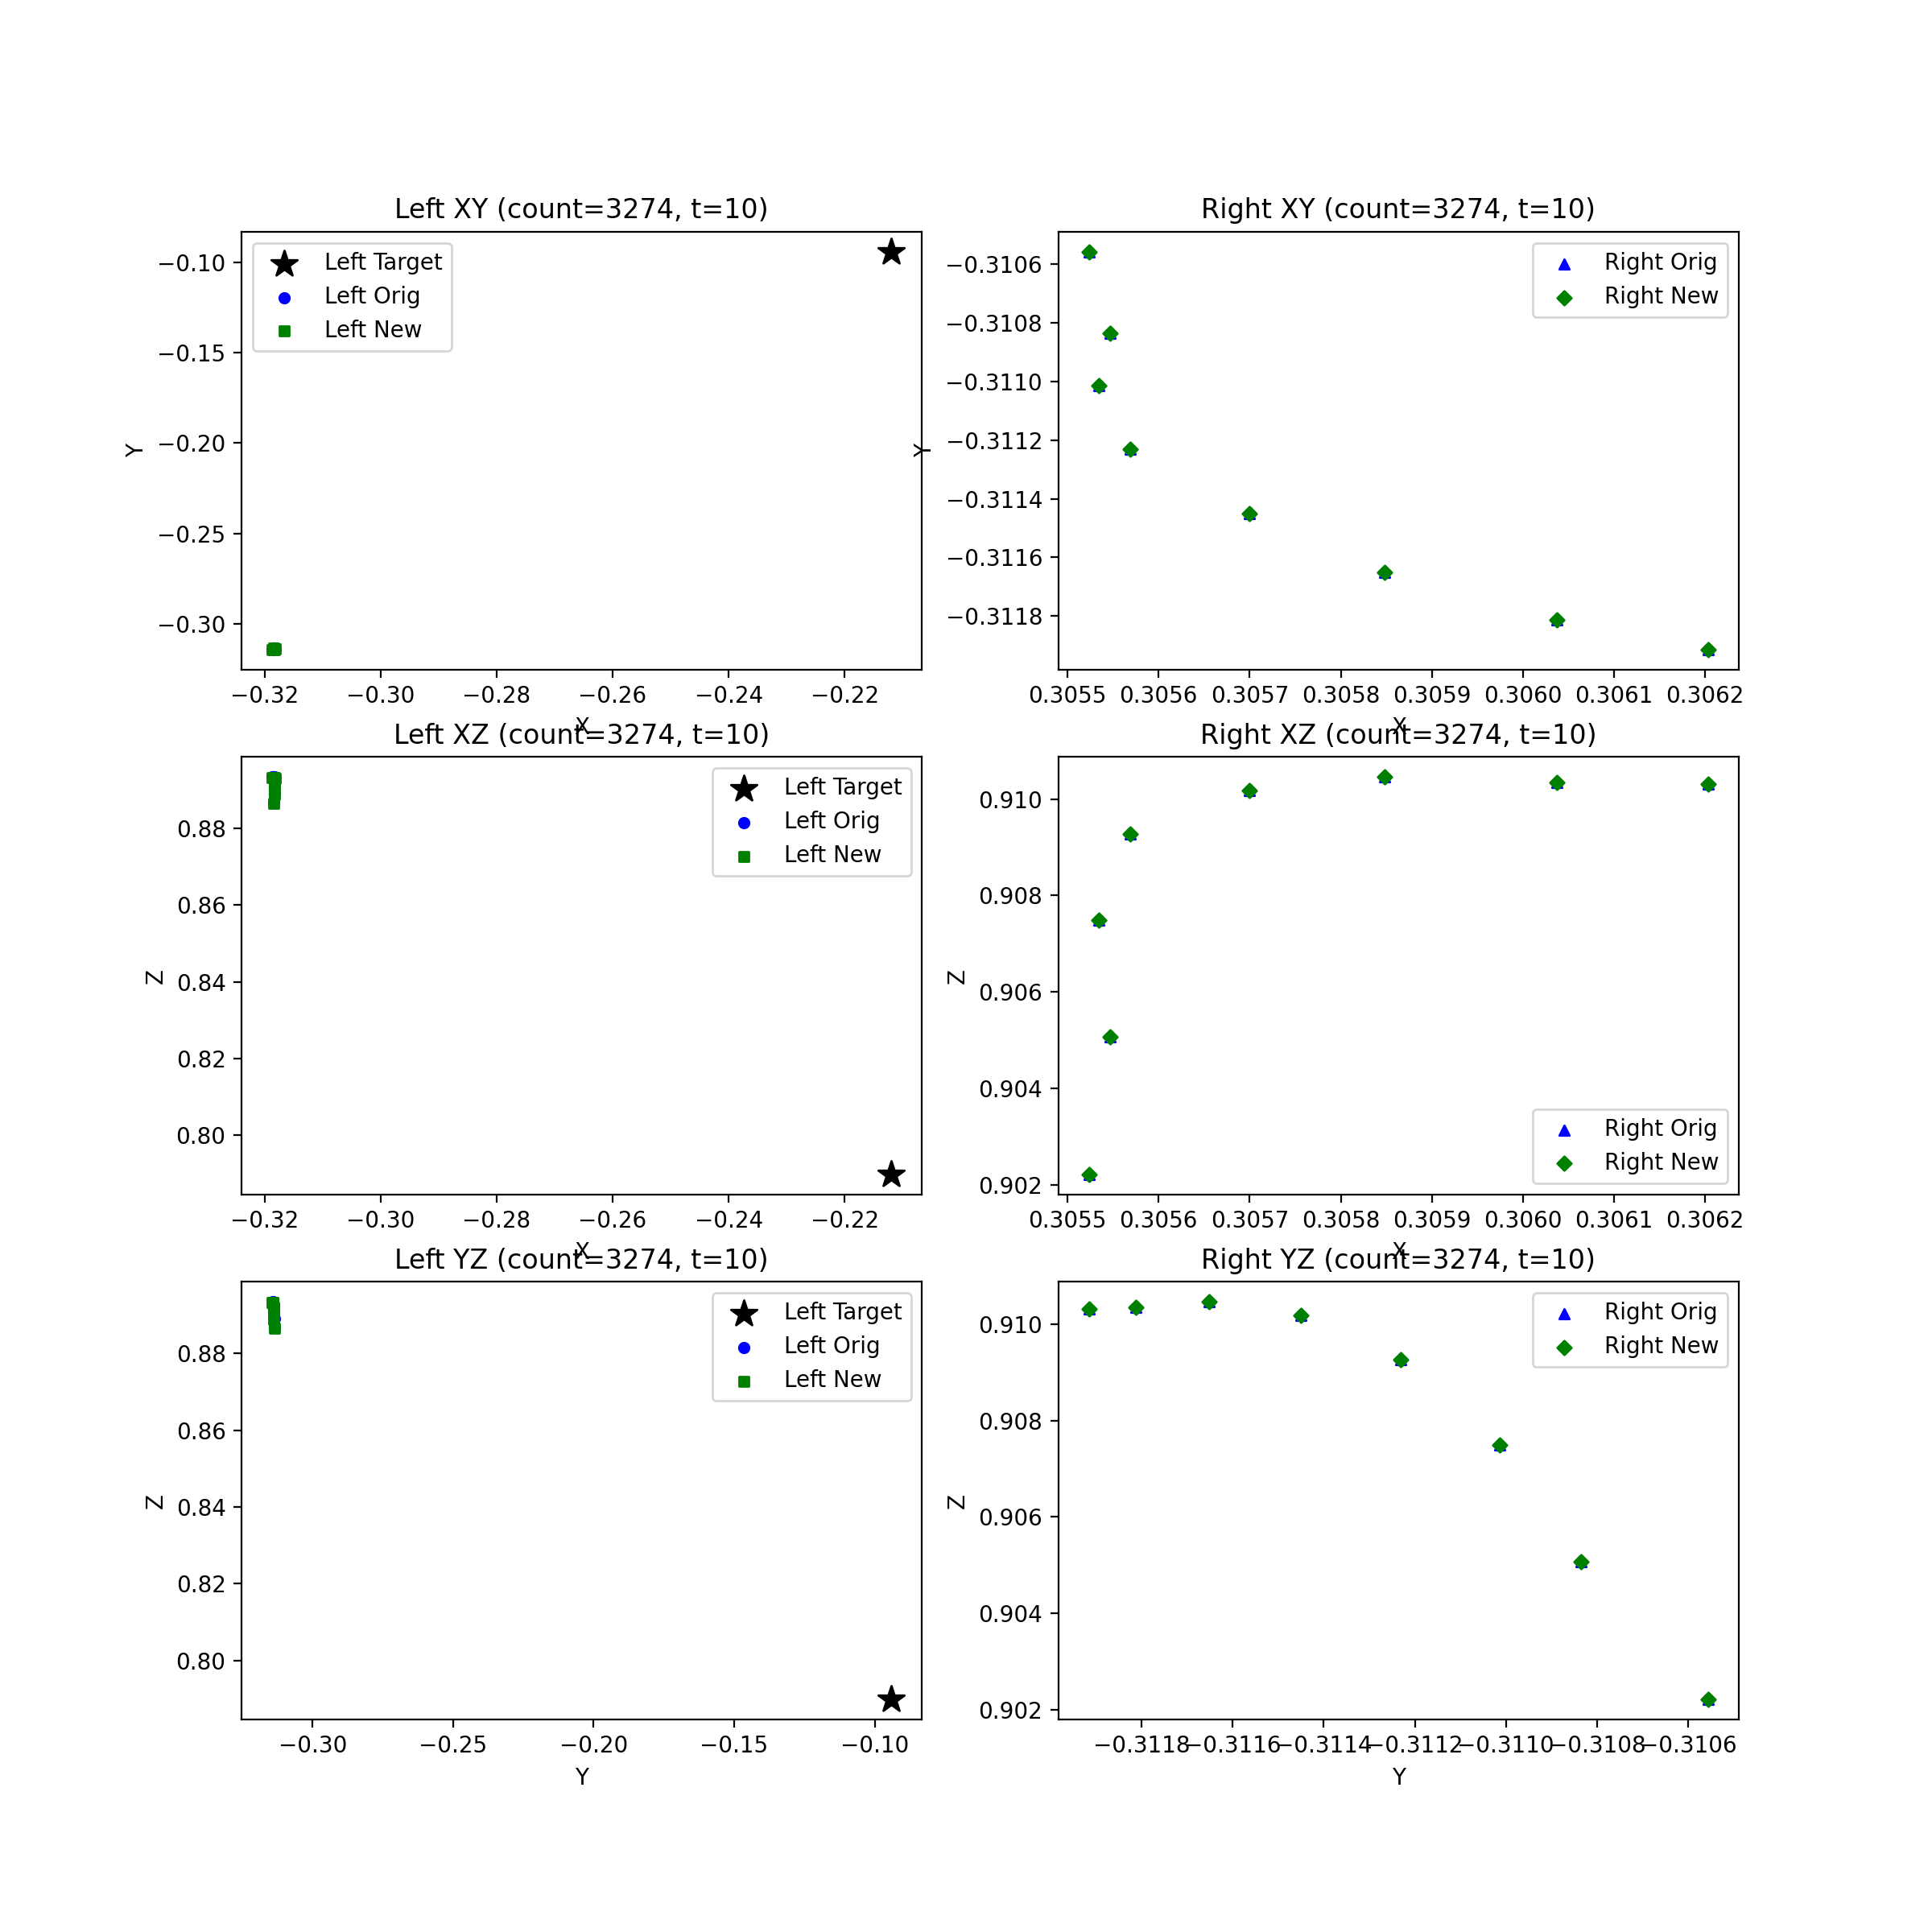 Left XY (count=3274, t=10)
Left Target
Left Orig
Left New
−0.10
−0.15
−0.20
−0.25
−0.30
Y
−0.32 −0.30 −0.28 −0.26 −0.24 −0.22
X
Right XY (count=3274, t=10)
Right Orig
Right New
−0.3106
−0.3108
−0.3110
−0.3112
−0.3114
−0.3116
−0.3118
Y
0.3055 0.3056 0.3057 0.3058 0.3059 0.3060 0.3061 0.3062
X
Left XZ (count=3274, t=10)
Left Target
Left Orig
Left New
0.88
0.86
0.84
0.82
0.80
Z
−0.32 −0.30 −0.28 −0.26 −0.24 −0.22
X
Right XZ (count=3274, t=10)
0.910
0.908
0.906
0.904
0.902
Z
Right Orig
Right New
0.3055 0.3056 0.3057 0.3058 0.3059 0.3060 0.3061 0.3062
X
Left YZ (count=3274, t=10)
Left Target
Left Orig
Left New
0.88
0.86
0.84
0.82
0.80
Z
−0.30 −0.25 −0.20 −0.15 −0.10
Y
Right YZ (count=3274, t=10)
Right Orig
Right New
0.910
0.908
0.906
0.904
0.902
Z
−0.3118 −0.3116 −0.3114 −0.3112 −0.3110 −0.3108 −0.3106
Y